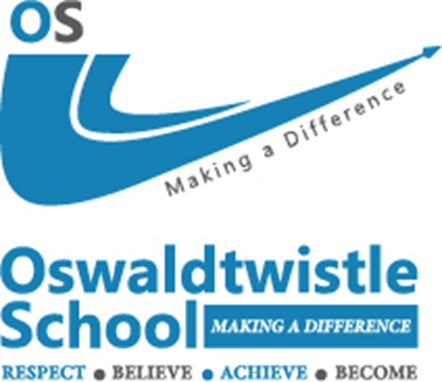 OS
Making a Difference
Oswaldtwistle
School MAKING A DIFFERENCE
RESPECT ● BELIEVE ● ACHIEVE ● BECOME